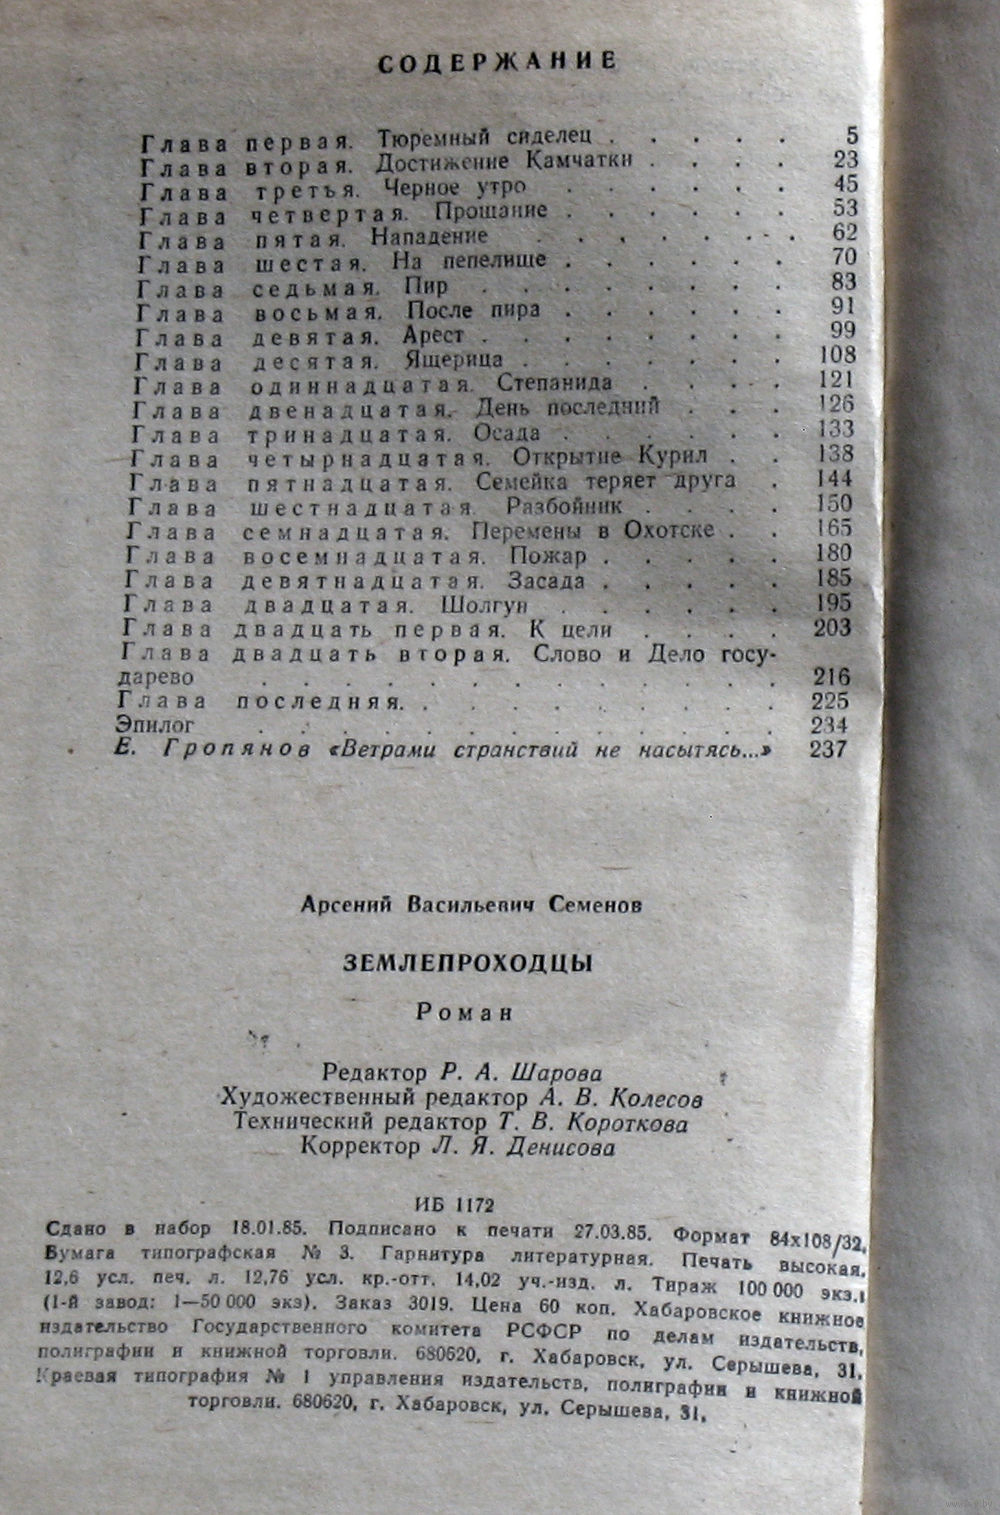 СОДЕРЖАНИЕ
Глава первая. Тюремный сиделец . . . . . 5
Глава вторая. Достижение Камчатки . . . . 23
Глава третья. Черное утро . . . . . . 45
Глава четвертая. Прощание . . . . . . 53
Глава пятая. Нападение . . . . . . . 62
Глава шестая. На пепелище . . . . . . 70
Глава седьмая. Пир . . . . . . . . 83
Глава восьмая. После пира . . . . . . 91
Глава девятая. Арест . . . . . . . . 99
Глава десятая. Ящерица . . . . . . . 108
Глава одиннадцатая. Степанида . . . . 121
Глава двенадцатая. День последний . . . 126
Глава тринадцатая. Осада . . . . . . 133
Глава четырнадцатая. Открытие Курил . . 138
Глава пятнадцатая. Семейка теряет друга . 144
Глава шестнадцатая. Разбойник . . . . 150
Глава семнадцатая. Перемены в Охотске . . 165
Глава восемнадцатая. Пожар . . . . . 180
Глава девятнадцатая. Засада . . . . . 185
Глава двадцатая. Шолгун . . . . . . 195
Глава двадцать первая. К цели . . . . 203
Глава двадцать вторая. Слово и Дело госу-
дарево . . . . . . . . . . . . . 216
Глава последняя. . . . . . . . . . 225
Эпилог . . . . . . . . . . . . . 234
Е. Гропянов «Ветрами странствий не насытясь...» 237
Арсений Васильевич Семенов
ЗЕМЛЕПРОХОДЦЫ
Роман
Редактор Р. А. Шарова
Художественный редактор А. В. Колесов
Технический редактор Т. В. Короткова
Корректор Л. Я. Денисова
ИБ 1172
Сдано в набор 18.01.85. Подписано к печати 27.03.85. Формат 84х108/32.
Бумага типографская № 3. Гарнитура литературная. Печать высокая.
12,6 усл. печ. л. 12,76 усл. кр.-отт. 14,02 уч.-изд. л. Тираж 100 000 экз.
(1-й завод: 1—50 000 экз). Заказ 3019. Цена 60 коп. Хабаровское книжное
издательство Государственного комитета РСФСР по делам издательств,
полиграфии и книжной торговли. 680620, г. Хабаровск, ул. Серышева, 31.
Краевая типография № 1 управления издательств, полиграфии и книжной
торговли. 680620, г. Хабаровск, ул. Серышева, 31.